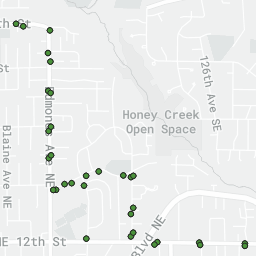 th St
St
126th Ave SE
Honey Creek
Open Space
Edmonds Ave NE
Blaine Ave NE
NE 12th St
Blvd NE